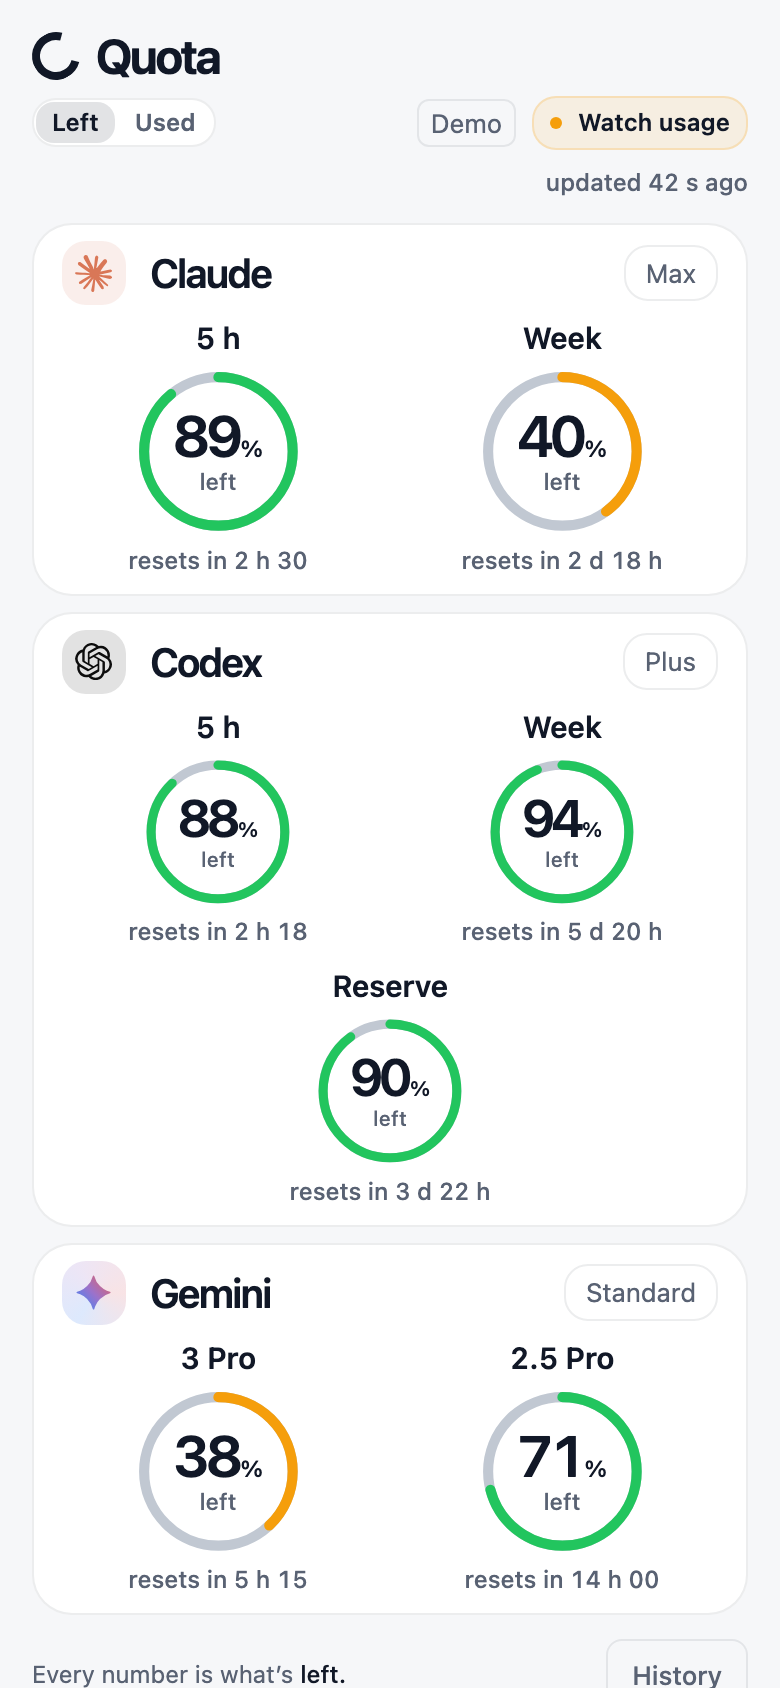 Quota
Left Used Demo Watch usage
updated 42 s ago
Claude Max
5 h Week
89% 40%
left left
resets in 2 h 30 resets in 2 d 18 h
Codex Plus
5 h Week
88% 94%
left left
resets in 2 h 18 resets in 5 d 20 h
Reserve
90%
left
resets in 3 d 22 h
Gemini Standard
3 Pro 2.5 Pro
38% 71%
left left
resets in 5 h 15 resets in 14 h 00
Every number is what’s left. History